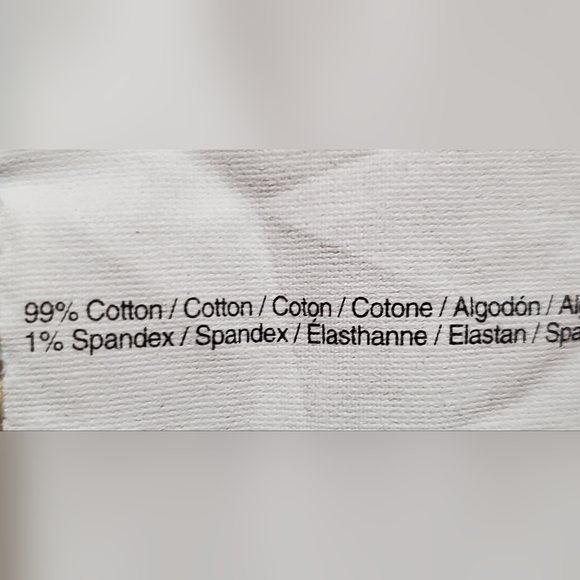 99% Cotton / Cotton / Coton / Cotone / Algodón /
1% Spandex / Spandex / Élasthanne / Elastan /